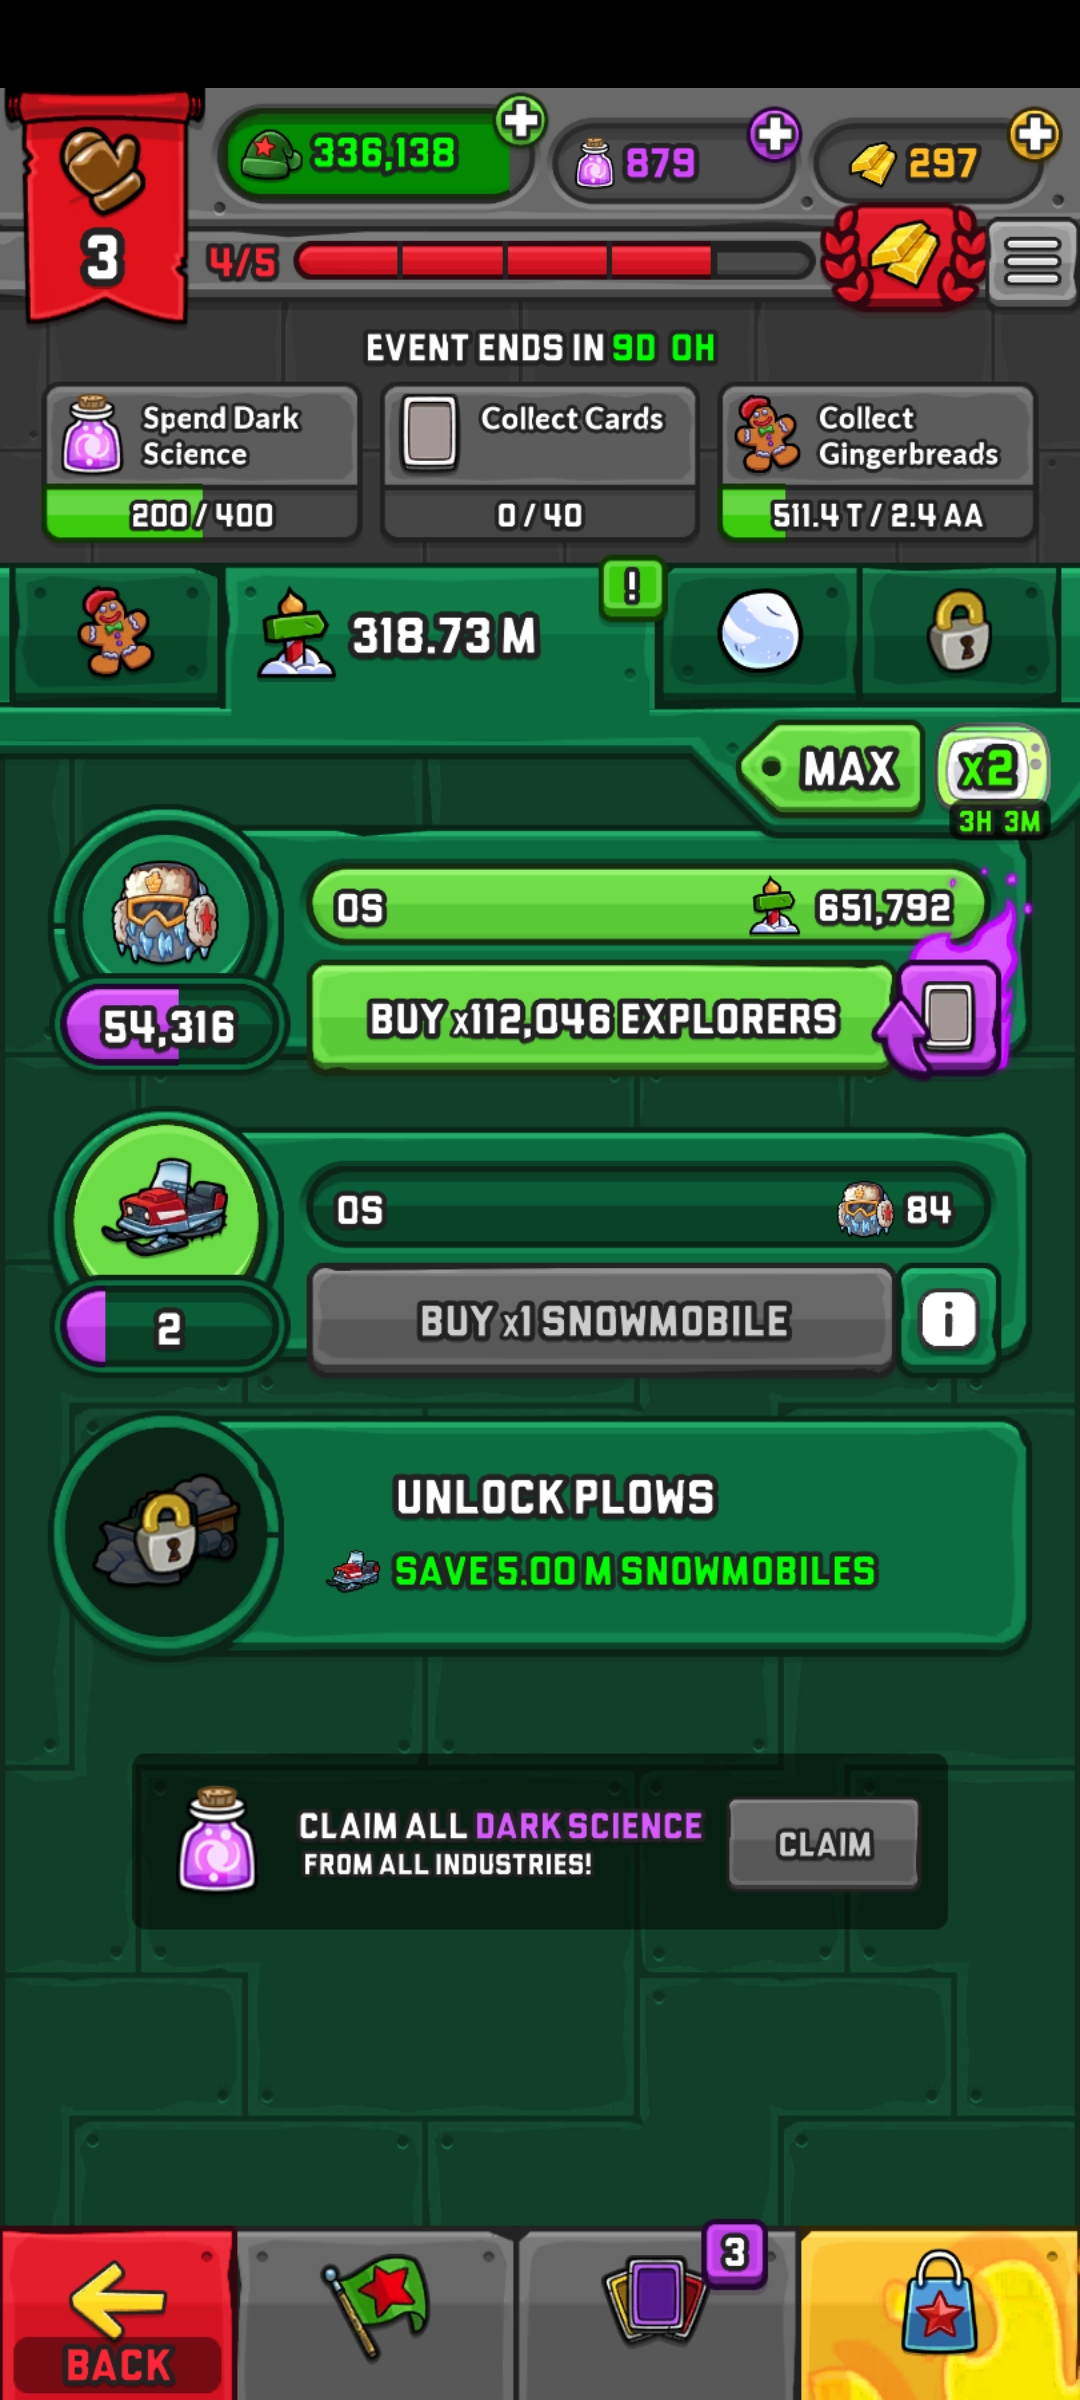 336,138
879
297
3
4/5
EVENT ENDS IN 9D 0H
Spend Dark
Science
200 / 400
Collect Cards
0 / 40
Collect
Gingerbreads
511.4 T / 2.4 AA
!
318.73 M
MAX
x2
3H 3M
0S
651,792
54,316
BUY x112,046 EXPLORERS
0S
84
2
BUY x1 SNOWMOBILE
i
UNLOCK PLOWS
SAVE 5.00 M SNOWMOBILES
CLAIM ALL DARK SCIENCE
FROM ALL INDUSTRIES!
CLAIM
3
BACK